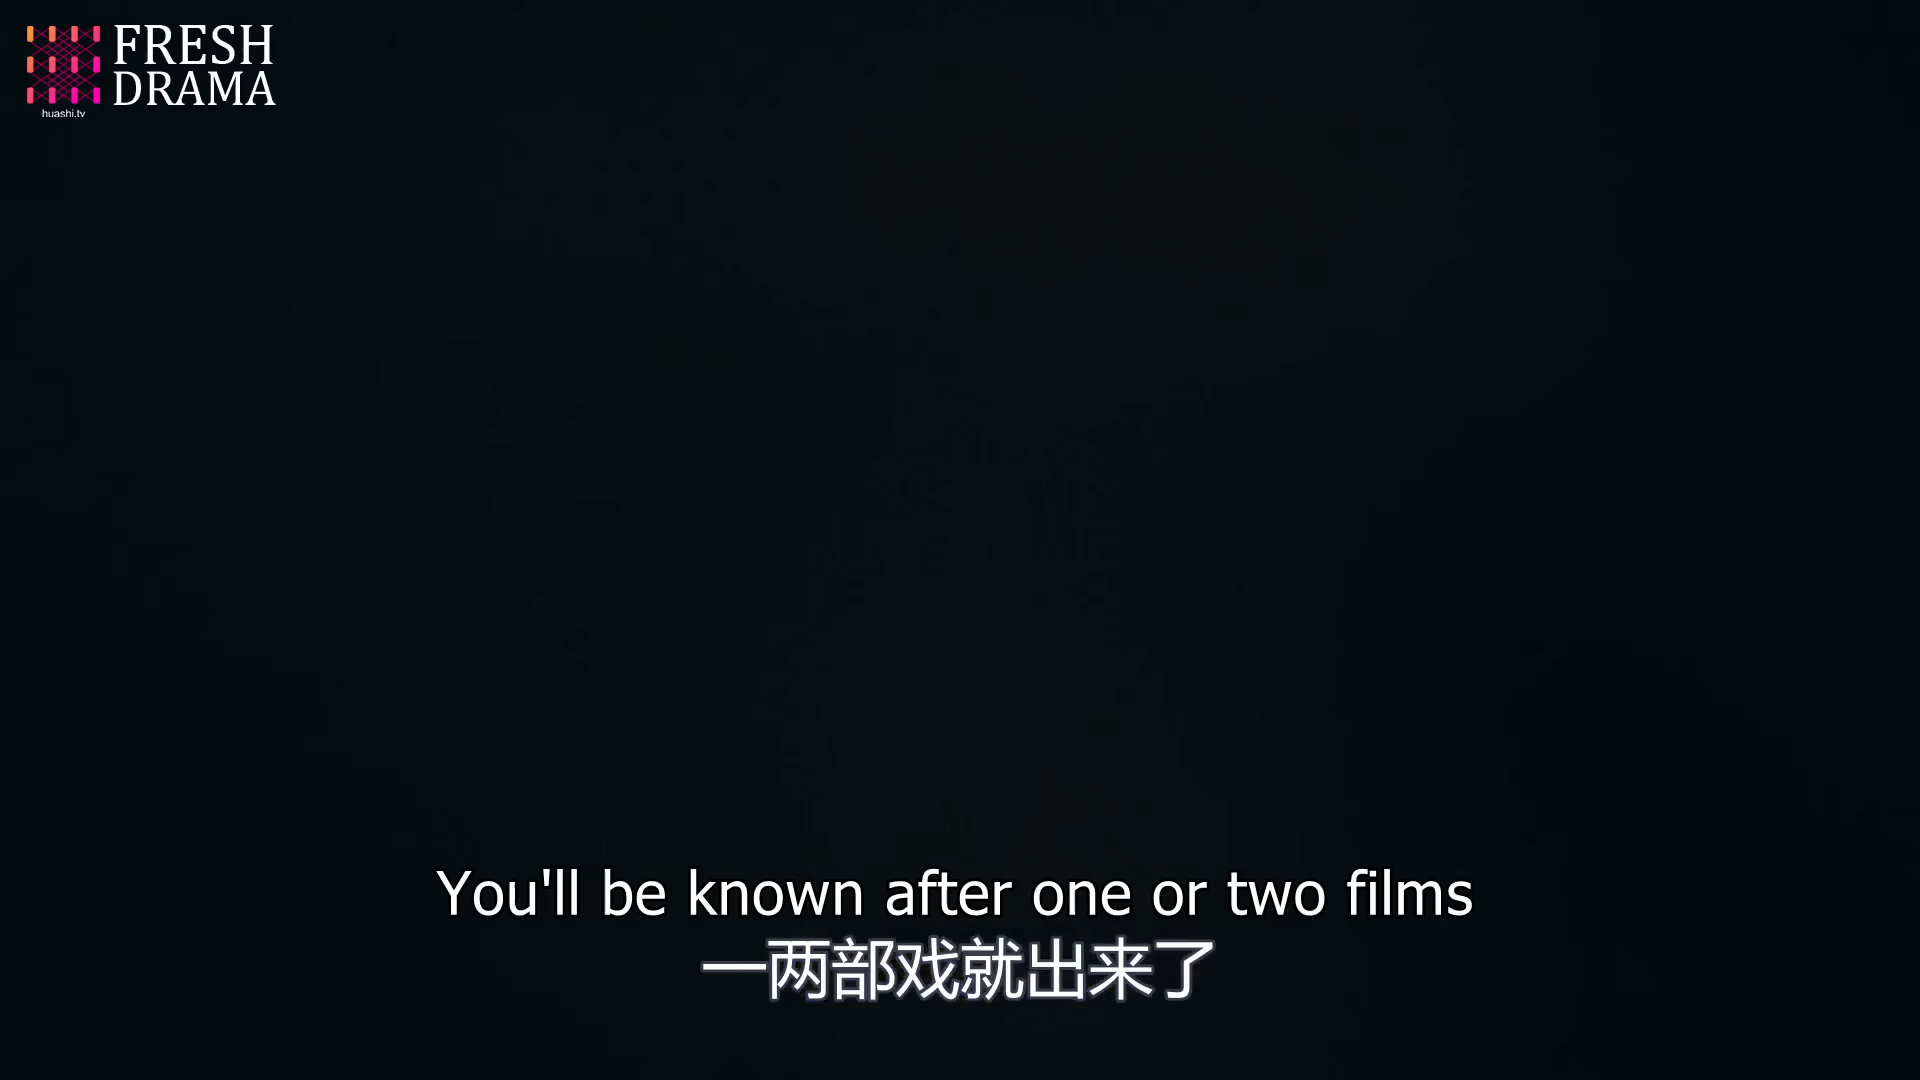 FRESH
DRAMA
huashi.tv
You'll be known after one or two films
一两部戏就出来了